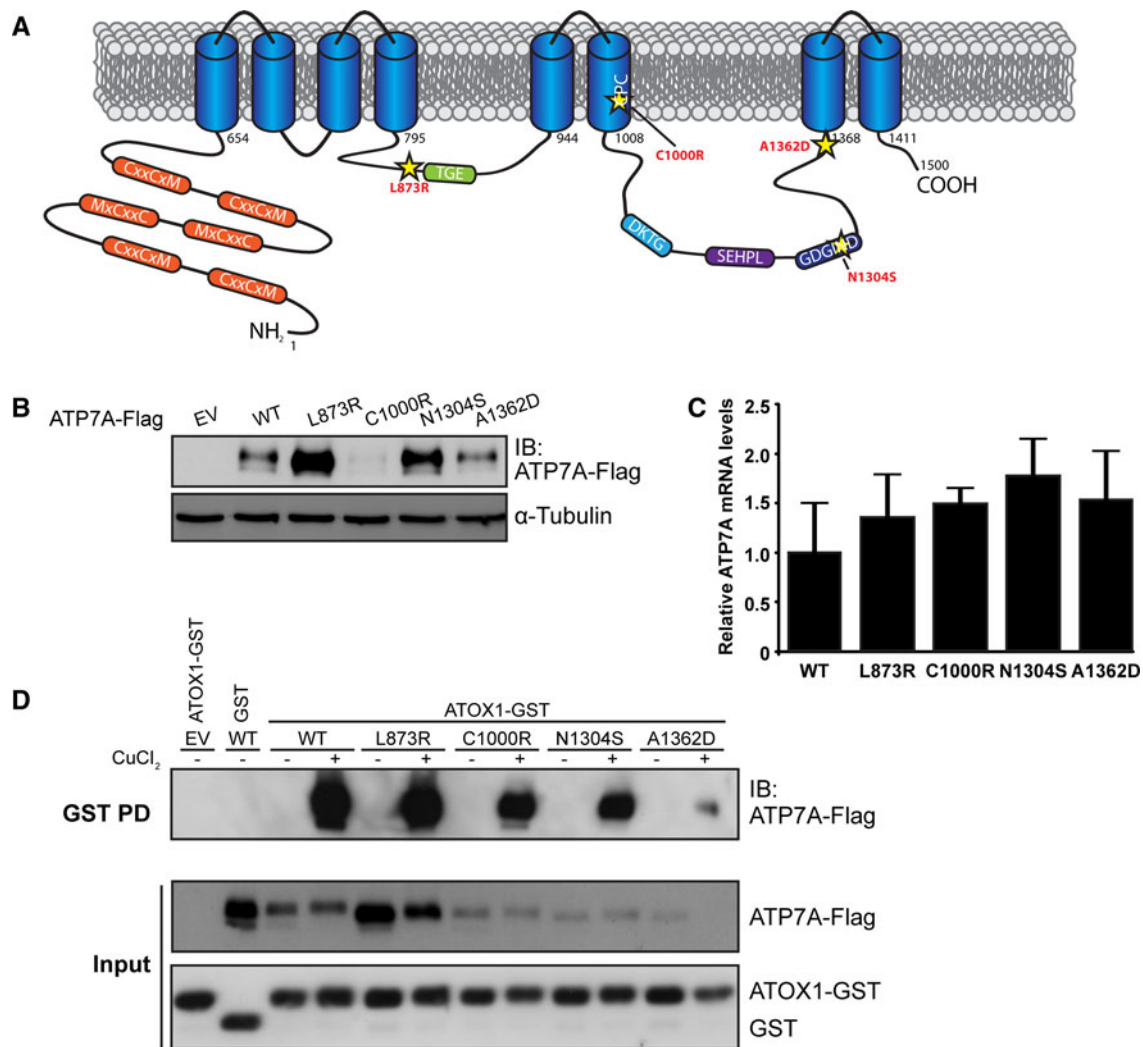 A
654
795
944
1008
1368
1411
CPC
C1000R
A1362D
1500
COOH
L873R
TGE
CxxCxM
CxxCxM
MxCxxC
MxCxxC
CxxCxM
CxxCxM
NH2
1
DKTG
SEHPL
N1304S
B
ATP7A-Flag
EV
WT
L873R
C1000R
N1304S
A1362D
IB:
ATP7A-Flag
α-Tubulin
C
Relative ATP7A mRNA levels
2.5
2.0
1.5
1.0
0.5
0
WT L873R C1000R N1304S A1362D
D
ATOX1-GST
GST
ATOX1-GST
EV WT WT L873R C1000R N1304S A1362D
CuCl2 - - - + - + - + - + - +
GST PD
IB:
ATP7A-Flag
Input
ATP7A-Flag
ATOX1-GST
GST